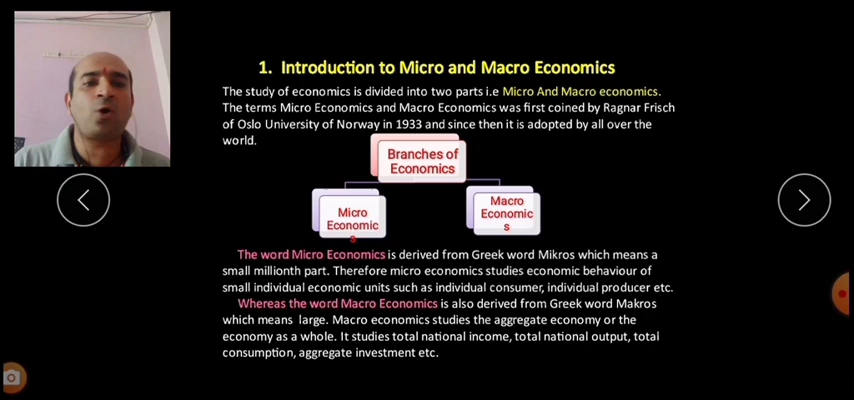 1. Introduction to Micro and Macro Economics
The study of economics is divided into two parts i.e Micro And Macro economics.
The terms Micro Economics and Macro Economics was first coined by Ragnar Frisch
of Oslo University of Norway in 1933 and since then it is adopted by all over the
world.
Branches of
Economics
Micro
Economic
s
Macro
Economic
s
The word Micro Economics is derived from Greek word Mikros which means a
small millionth part. Therefore micro economics studies economic behaviour of
small individual economic units such as individual consumer, individual producer etc.
Whereas the word Macro Economics is also derived from Greek word Makros
which means large. Macro economics studies the aggregate economy or the
economy as a whole. It studies total national income, total national output, total
consumption, aggregate investment etc.